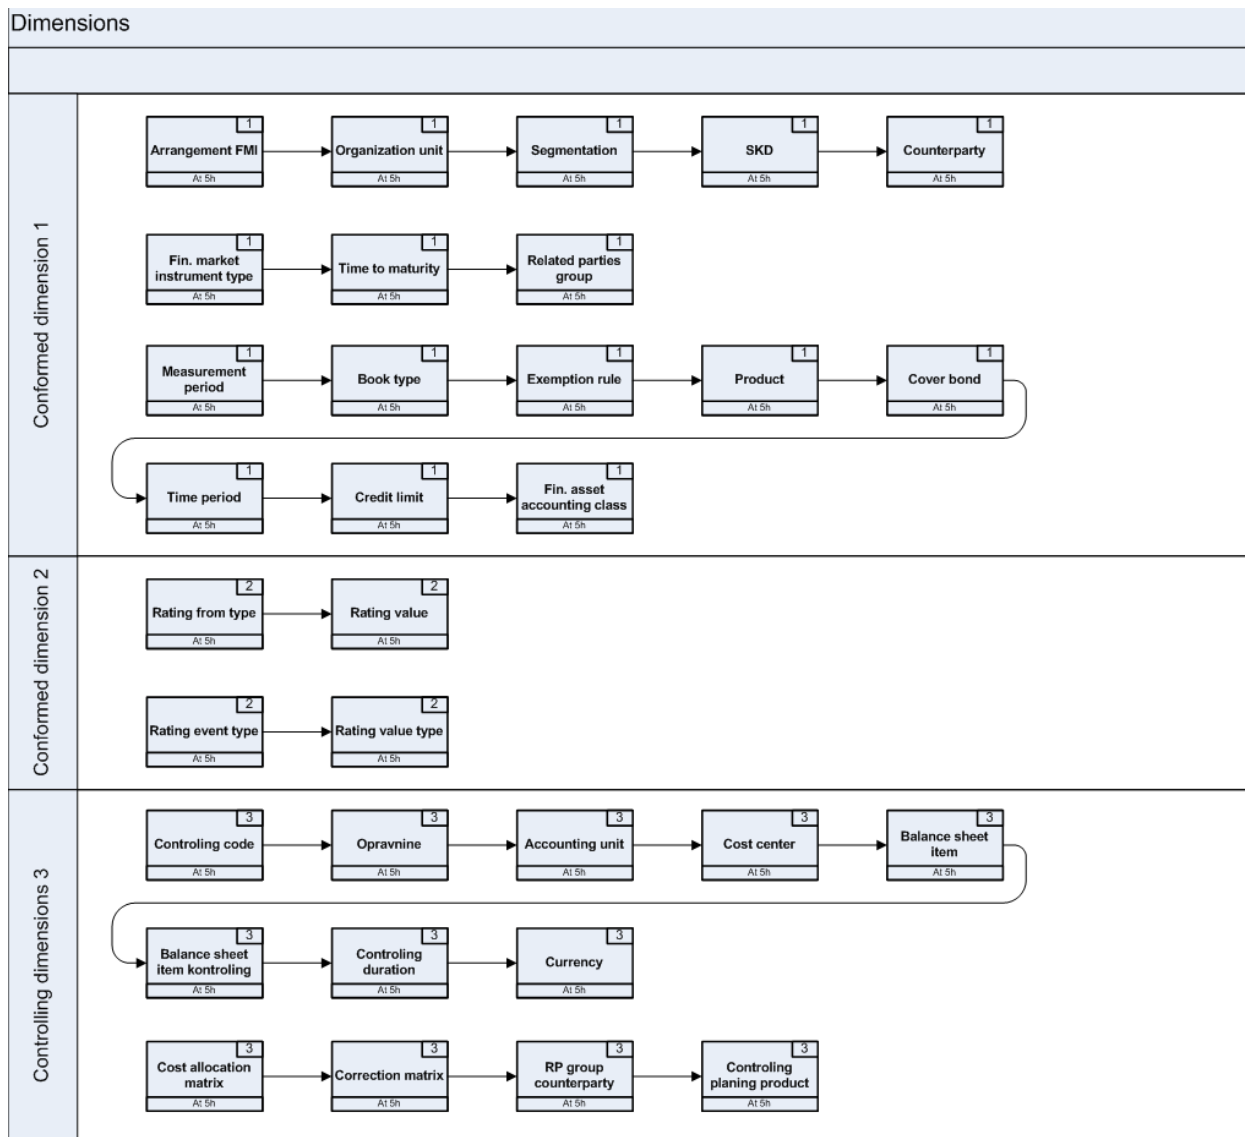 Dimensions
Conformed dimension 1
1
Arrangement FMI
At 5h
1
Organization unit
At 5h
1
Segmentation
At 5h
1
SKD
At 5h
1
Counterparty
At 5h
1
Fin. market
instrument type
At 5h
1
Time to maturity
At 5h
1
Related parties
group
At 5h
1
Measurement
period
At 5h
1
Book type
At 5h
1
Exemption rule
At 5h
1
Product
At 5h
1
Cover bond
At 5h
1
Time period
At 5h
1
Credit limit
At 5h
1
Fin. asset
accounting class
At 5h
Conformed dimension 2
2
Rating from type
At 5h
2
Rating value
At 5h
2
Rating event type
At 5h
2
Rating value type
At 5h
Controlling dimensions 3
3
Controling code
At 5h
3
Opravnine
At 5h
3
Accounting unit
At 5h
3
Cost center
At 5h
3
Balance sheet
item
At 5h
3
Balance sheet
item kontroling
At 5h
3
Controling
duration
At 5h
3
Currency
At 5h
3
Cost allocation
matrix
At 5h
3
Correction matrix
At 5h
3
RP group
counterparty
At 5h
3
Controling
planing product
At 5h